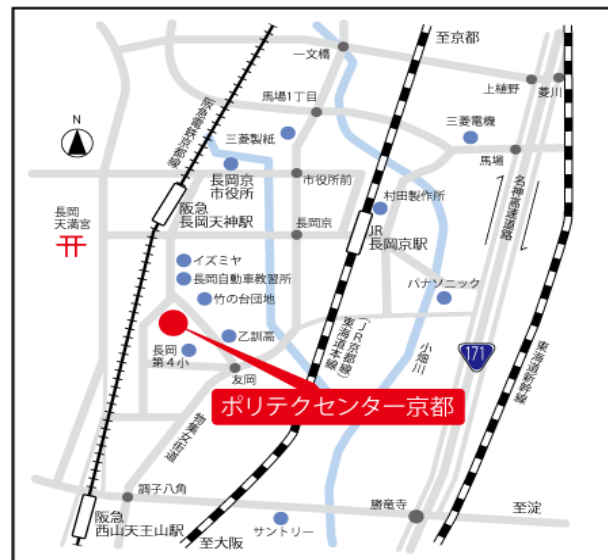 至京都
一文橋
上植野
菱川
馬場1丁目
三菱電機
三菱製紙
馬場
阪急電鉄京都線
N
長岡京
市役所
市役所前
名神高速道路
村田製作所
阪急
長岡天神駅
長岡
天満宮
長岡京
JR
長岡京駅
イズミヤ
長岡自動車教習所
竹の台団地
パナソニック
乙訓高
長岡
第4小
友岡
東海道本線
(JR京都線)
小畑川
171
東海道新幹線
ポリテクセンター京都
物集女街道
調子八角
勝竜寺
至淀
阪急
西山天王山駅
サントリー
至大阪